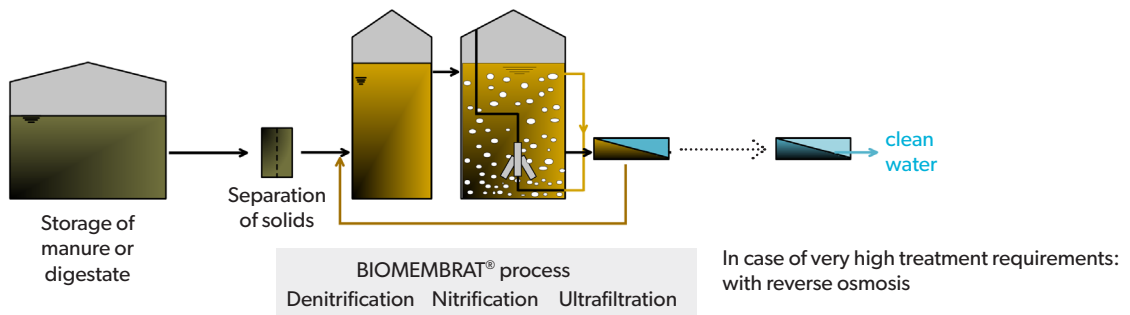 clean
water
Separation
of solids
Storage of
manure or
digestate
BIOMEMBRAT® process
Denitrification Nitrification Ultrafiltration
In case of very high treatment requirements:
with reverse osmosis